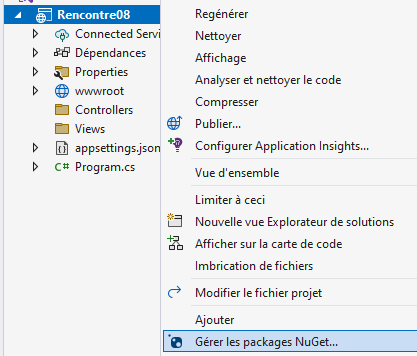 Rencontre08
Connected Servi
Dépendances
Properties
wwwroot
Controllers
Views
appsettings.json
Program.cs
Regénérer
Nettoyer
Affichage
Analyser et nettoyer le code
Compresser
Publier...
Configurer Application Insights...
Vue d'ensemble
Limiter à ceci
Nouvelle vue Explorateur de solutions
Afficher sur la carte de code
Imbrication de fichiers
Modifier le fichier projet
Ajouter
Gérer les packages NuGet...